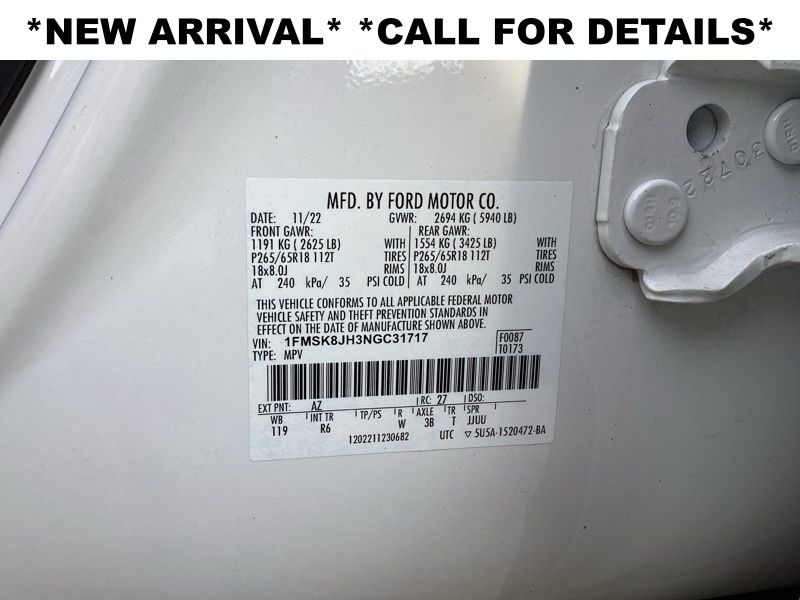 *NEW ARRIVAL* *CALL FOR DETAILS*
MFD. BY FORD MOTOR CO.
DATE: 11/22 GVWR: 2694 KG ( 5940 LB)
FRONT GAWR: REAR GAWR:
1191 KG ( 2625 LB) WITH 1554 KG ( 3425 LB) WITH
P265/65R18 112T TIRES P265/65R18 112T TIRES
18x8.0J RIMS 18x8.0J RIMS
AT 240 kPa/ 35 PSI COLD AT 240 kPa/ 35 PSI COLD
THIS VEHICLE CONFORMS TO ALL APPLICABLE FEDERAL MOTOR
VEHICLE SAFETY AND THEFT PREVENTION STANDARDS IN
EFFECT ON THE DATE OF MANUFACTURE SHOWN ABOVE.
VIN: 1FMSK8JH3NGC31717 F0087
TYPE: MPV T0173
EXT PNT: AZ RC: 27 DSO:
WB INT TR TP/PS R AXLE TR SPR
119 R6 W 3B T JJUU
1202211230682 UTC ▽ 5U5A-1520472-BA
30722